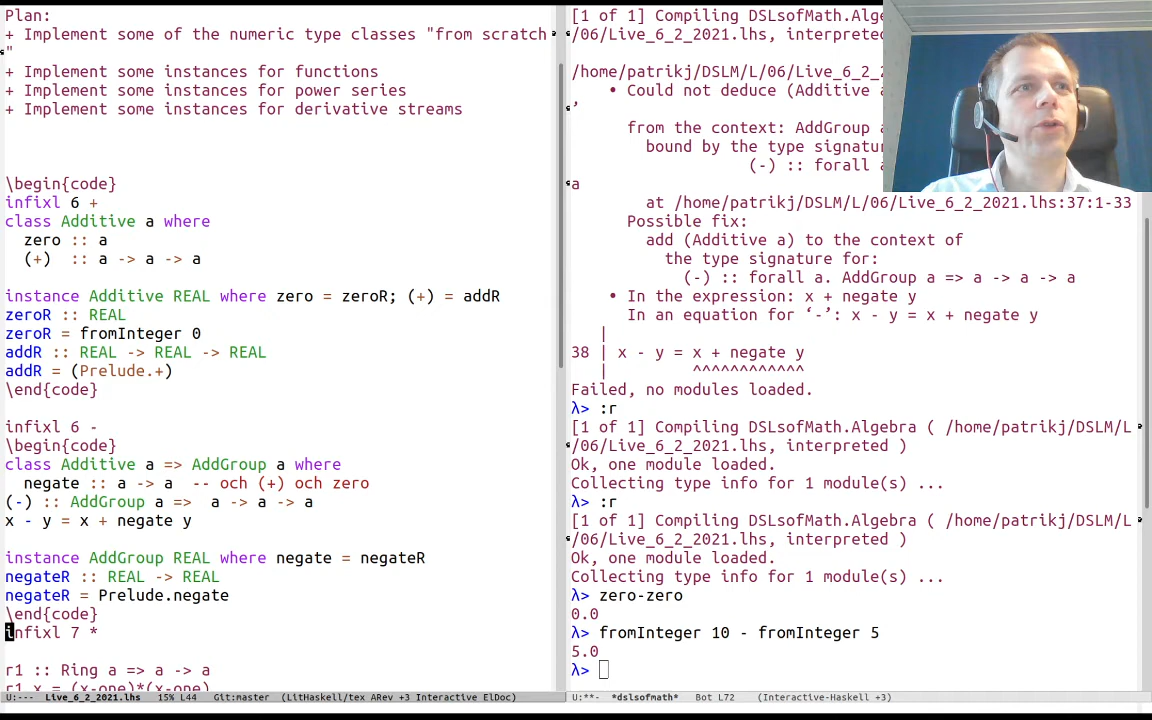 Plan:
+ Implement some of the numeric type classes "from scratch
"
+ Implement some instances for functions
+ Implement some instances for power series
+ Implement some instances for derivative streams
\begin{code}
infixl 6 +
class Additive a where
  zero :: a
  (+)  :: a -> a -> a
instance Additive REAL where zero = zeroR; (+) = addR
zeroR :: REAL
zeroR = fromInteger 0
addR :: REAL -> REAL -> REAL
addR = (Prelude.+)
\end{code}
infixl 6 -
\begin{code}
class Additive a => AddGroup a where
  negate :: a -> a  -- och (+) och zero
(-) :: AddGroup a =>  a -> a -> a
x - y = x + negate y
instance AddGroup REAL where negate = negateR
negateR :: REAL -> REAL
negateR = Prelude.negate
\end{code}
infixl 7 *
r1 :: Ring a => a -> a
r1 x = (x-one)*(x-one)
U:---  Live_6_2_2021.lhs   15% L44   Git:master  (LitHaskell/tex ARev +3 Interactive ElDoc)
[1 of 1] Compiling DSLsofMath.Alge
/06/Live_6_2_2021.lhs, interpreted
/home/patrikj/DSLM/L/06/Live_6_2_2
• Could not deduce (Additive a
’
from the context: AddGroup a
bound by the type signature
(-) :: forall a
a
at /home/patrikj/DSLM/L/06/Live_6_2_2021.lhs:37:1-33
Possible fix:
add (Additive a) to the context of
the type signature for:
(-) :: forall a. AddGroup a => a -> a -> a
• In the expression: x + negate y
In an equation for ‘-’: x - y = x + negate y
|
38 | x - y = x + negate y
|         ^^^^^^^^^^^^
Failed, no modules loaded.
λ> :r
[1 of 1] Compiling DSLsofMath.Algebra ( /home/patrikj/DSLM/L
/06/Live_6_2_2021.lhs, interpreted )
Ok, one module loaded.
Collecting type info for 1 module(s) ...
λ> :r
[1 of 1] Compiling DSLsofMath.Algebra ( /home/patrikj/DSLM/L
/06/Live_6_2_2021.lhs, interpreted )
Ok, one module loaded.
Collecting type info for 1 module(s) ...
λ> zero-zero
0.0
λ> fromInteger 10 - fromInteger 5
5.0
λ>
U:**-  *dslsofmath*   Bot L72    (Interactive-Haskell +3)